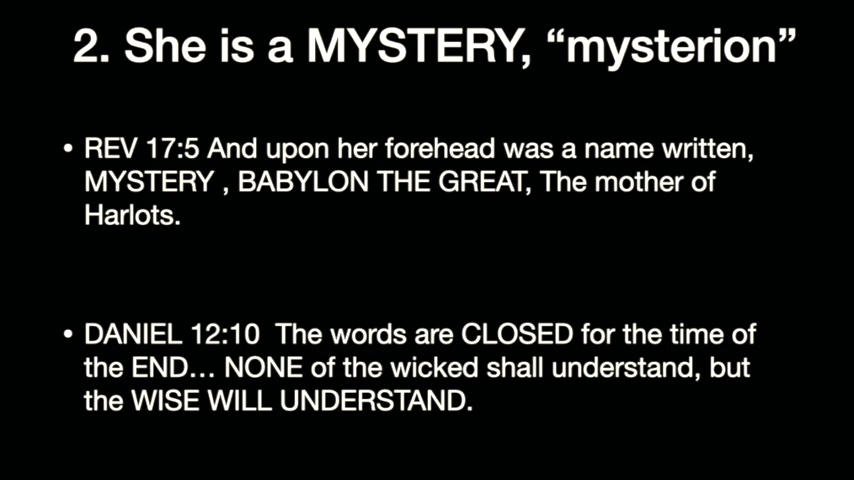 2. She is a MYSTERY, “mysterion”
• REV 17:5 And upon her forehead was a name written,
MYSTERY , BABYLON THE GREAT, The mother of
Harlots.
• DANIEL 12:10  The words are CLOSED for the time of
the END… NONE of the wicked shall understand, but
the WISE WILL UNDERSTAND.